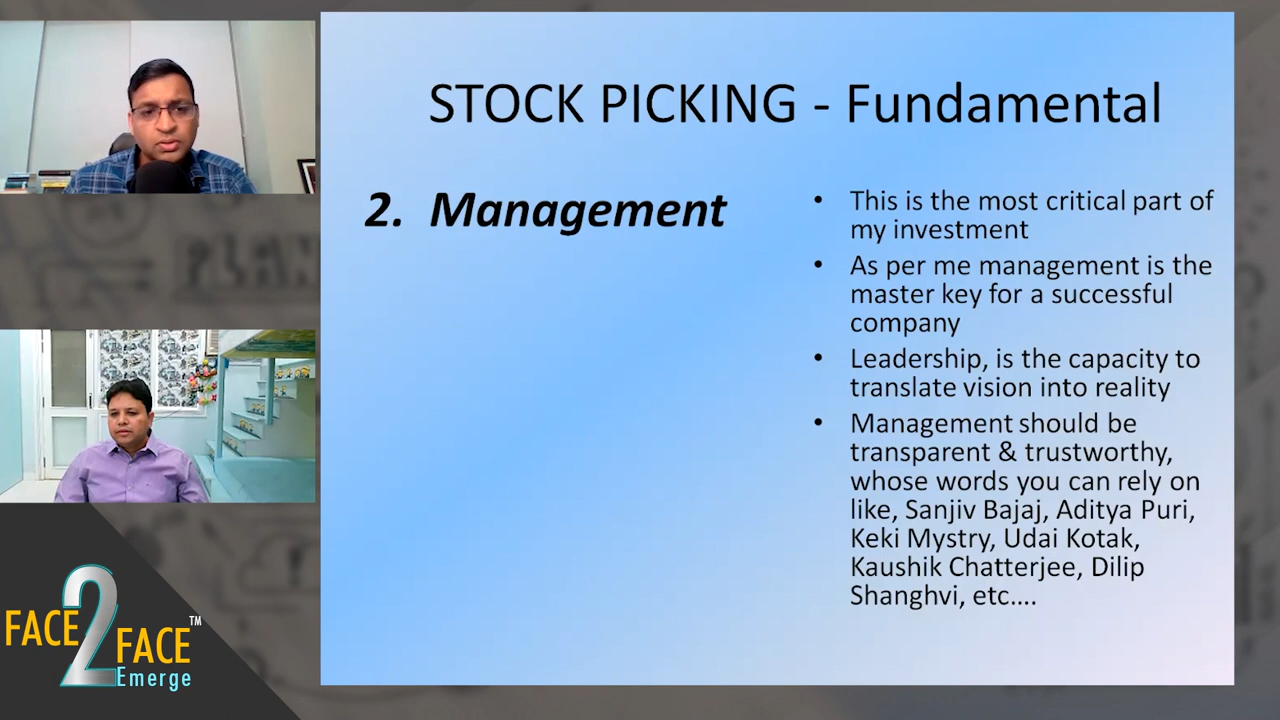 STOCK PICKING - Fundamental
2. Management
• This is the most critical part of
my investment
• As per me management is the
master key for a successful
company
• Leadership, is the capacity to
translate vision into reality
• Management should be
transparent & trustworthy,
whose words you can rely on
like, Sanjiv Bajaj, Aditya Puri,
Keki Mystry, Udai Kotak,
Kaushik Chatterjee, Dilip
Shanghvi, etc....
PLAN
FACE 2 FACE™
Emerge